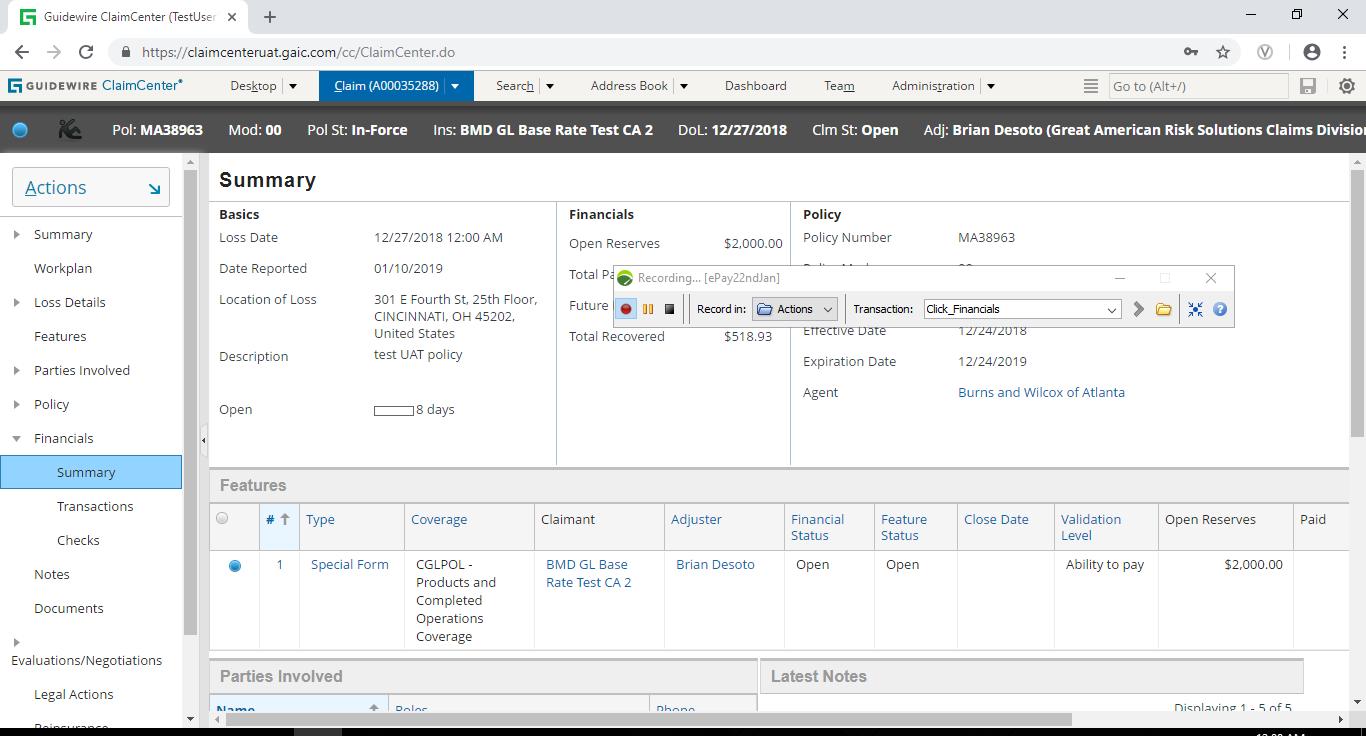 Guidewire ClaimCenter (TestUser
https://claimcenteruat.gaic.com/cc/ClaimCenter.do
GUIDEWIRE ClaimCenter Desktop Claim (A00035288) Search Address Book Dashboard Team Administration Go to (Alt+/)
Pol: MA38963 Mod: 00 Pol St: In-Force Ins: BMD GL Base Rate Test CA 2 DoL: 12/27/2018 Clm St: Open Adj: Brian Desoto (Great American Risk Solutions Claims Division
Actions
Summary
Workplan
Loss Details
Features
Parties Involved
Policy
Financials
Summary
Transactions
Checks
Notes
Documents
Evaluations/Negotiations
Legal Actions
Reinsurance
Summary
Basics
Loss Date 12/27/2018 12:00 AM
Date Reported 01/10/2019
Location of Loss 301 E Fourth St, 25th Floor,
CINCINNATI, OH 45202,
United States
Description test UAT policy
Open 8 days
Financials
Open Reserves $2,000.00
Total Pa
Future
Total Recovered $518.93
Policy
Policy Number MA38963
Effective Date 12/24/2018
Expiration Date 12/24/2019
Agent Burns and Wilcox of Atlanta
Recording... [ePay22ndJan]
Record in: Actions Transaction: Click_Financials
Features
# Type Coverage Claimant Adjuster Financial Status Feature Status Close Date Validation Level Open Reserves Paid
1 Special Form CGLPOL - BMD GL Base Brian Desoto Open Open Ability to pay $2,000.00
Products and Rate Test CA 2
Completed
Operations
Coverage
Parties Involved
Name Roles Phone
Latest Notes
Displaying 1 - 5 of 5